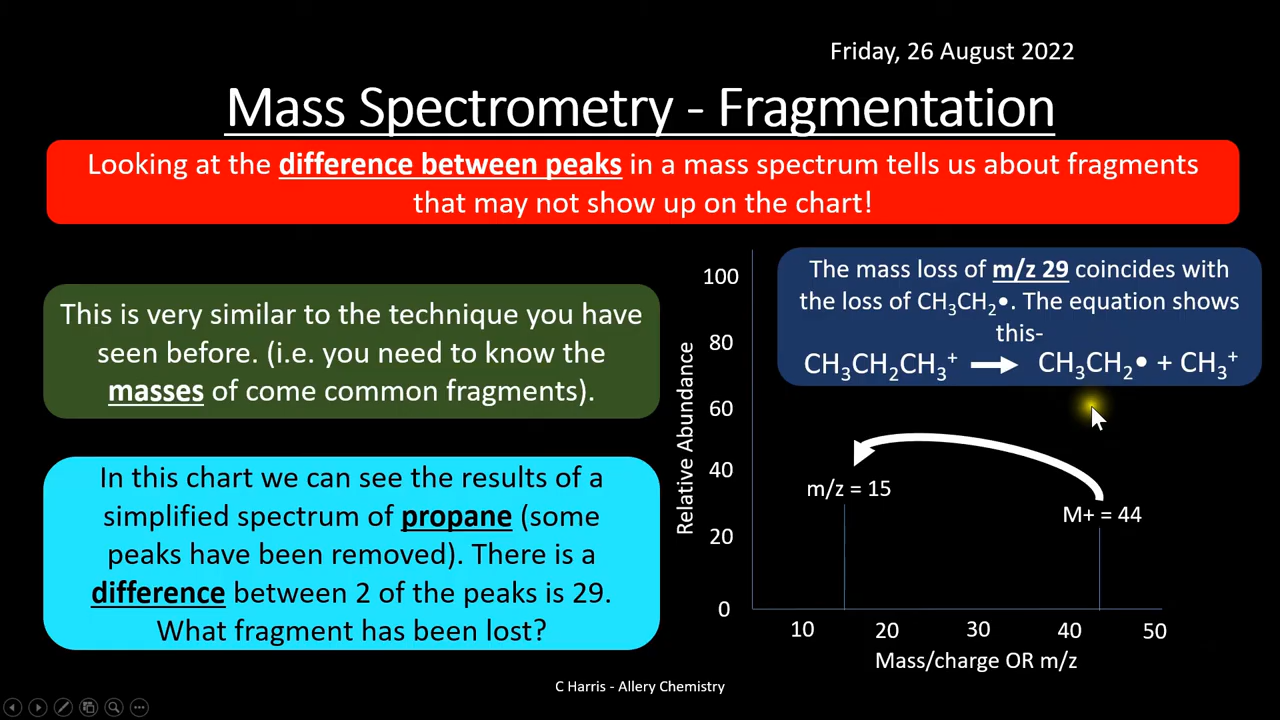 Friday, 26 August 2022
Mass Spectrometry - Fragmentation
Looking at the difference between peaks in a mass spectrum tells us about fragments
that may not show up on the chart!
This is very similar to the technique you have
seen before. (i.e. you need to know the
masses of come common fragments).
In this chart we can see the results of a
simplified spectrum of propane (some
peaks have been removed). There is a
difference between 2 of the peaks is 29.
What fragment has been lost?
The mass loss of m/z 29 coincides with
the loss of CH₃CH₂•. The equation shows
this-
CH₃CH₂CH₃⁺ → CH₃CH₂• + CH₃⁺
Relative Abundance
100
80
60
40
20
0
m/z = 15
M+ = 44
10 20 30 40 50
Mass/charge OR m/z
C Harris - Allery Chemistry